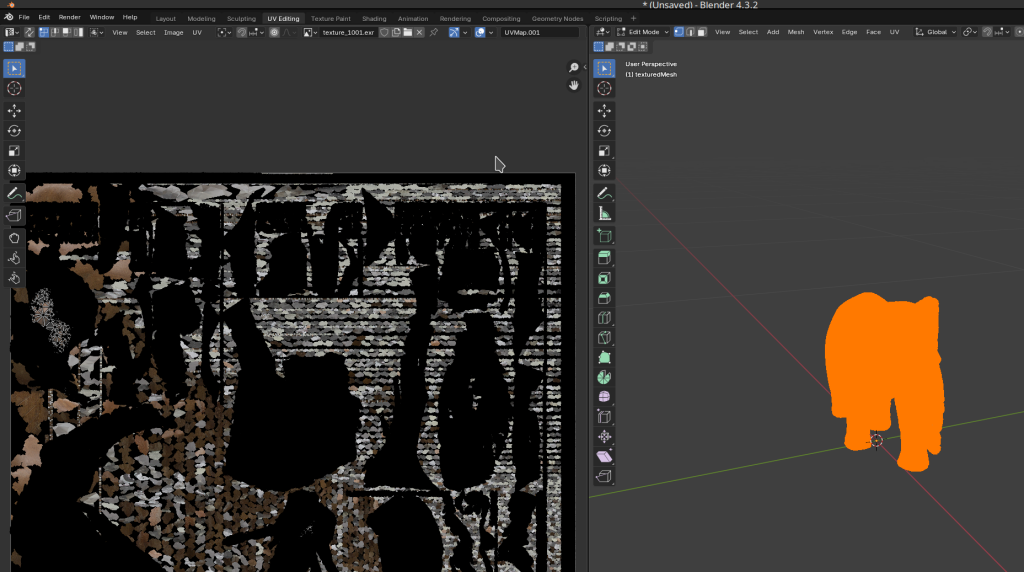 * (Unsaved) - Blender 4.3.2
File Edit Render Window Help Layout Modeling Sculpting UV Editing Texture Paint Shading Animation Rendering Compositing Geometry Nodes Scripting +
View Select Image UV texture_1001.exr UVMap.001
Edit Mode View Select Add Mesh Vertex Edge Face UV Global
User Perspective
(1) texturedMesh